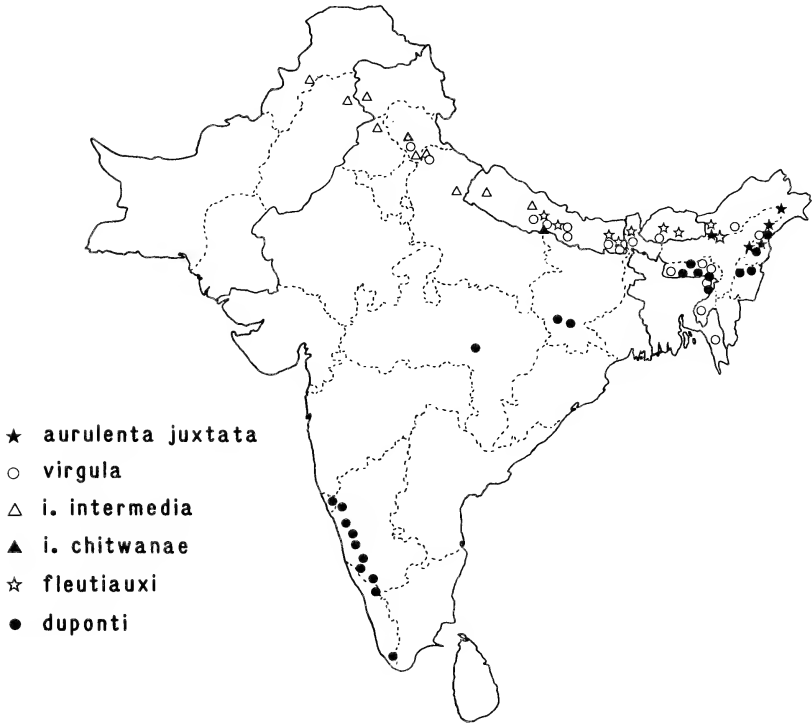 aurulenta juxtata
virgula
i. intermedia
i. chitwanae
fleutiauxi
duponti